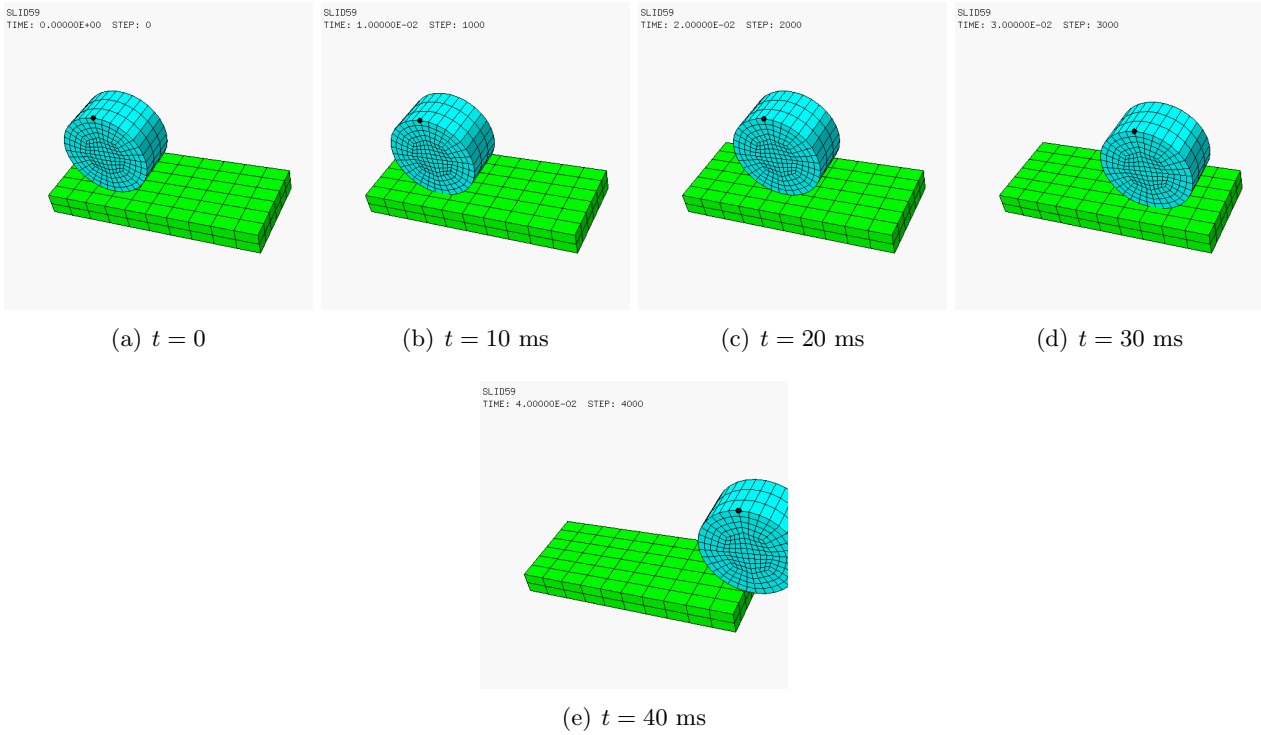 SLID59
TIME: 0.00000E+00 STEP: 0
SLID59
TIME: 1.00000E-02 STEP: 1000
SLID59
TIME: 2.00000E-02 STEP: 2000
SLID59
TIME: 3.00000E-02 STEP: 3000
(a) t = 0
(b) t = 10 ms
(c) t = 20 ms
(d) t = 30 ms
SLID59
TIME: 4.00000E-02 STEP: 4000
(e) t = 40 ms